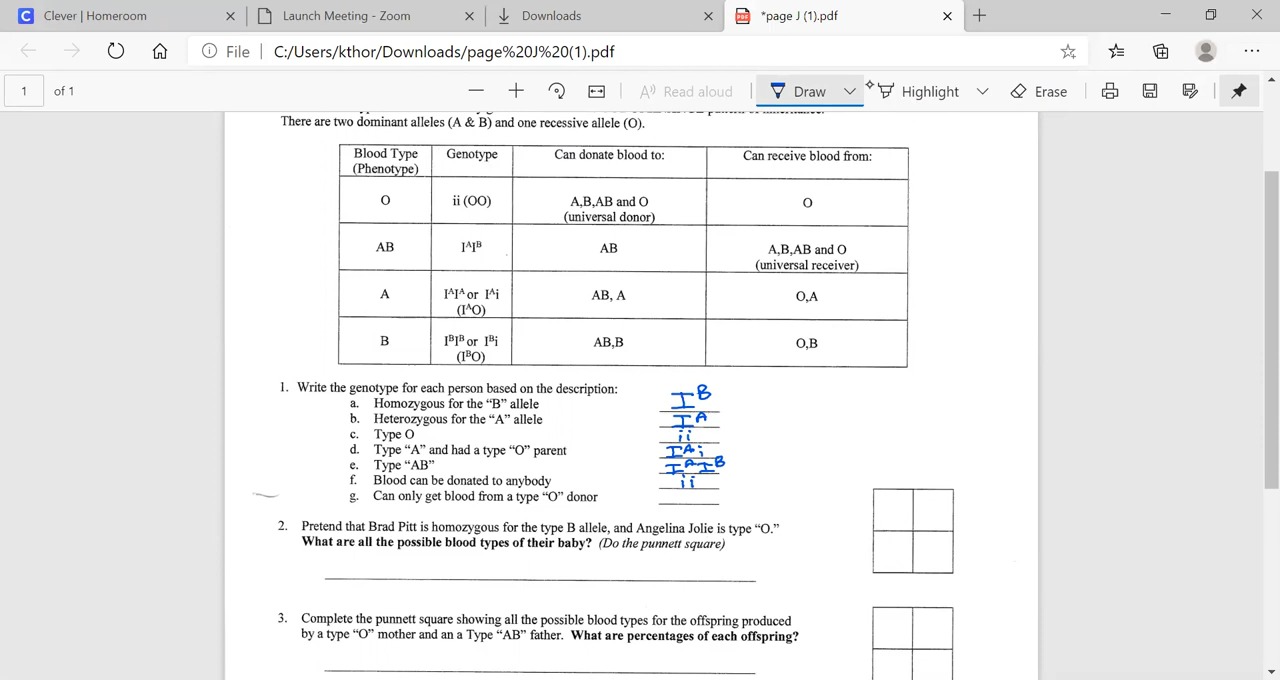 Clever | Homeroom
Launch Meeting - Zoom
Downloads
*page J (1).pdf
File | C:/Users/kthor/Downloads/page%20J%20(1).pdf
1 of 1
Read aloud
Draw
Highlight
Erase
There are two dominant alleles (A & B) and one recessive allele (O).
Blood Type (Phenotype) Genotype Can donate blood to: Can receive blood from:
O ii (OO) A,B,AB and O (universal donor) O
AB IᴬIᴮ AB A,B,AB and O (universal receiver)
A IᴬIᴬ or Iᴬi (IᴬO) AB, A O,A
B IᴮIᴮ or Iᴮi (IᴮO) AB,B O,B
1. Write the genotype for each person based on the description:
a. Homozygous for the “B” allele Iᴮ
b. Heterozygous for the “A” allele Iᴬ
c. Type O ii
d. Type “A” and had a type “O” parent Iᴬi
e. Type “AB” IᴬIᴮ
f. Blood can be donated to anybody ii
g. Can only get blood from a type “O” donor
2. Pretend that Brad Pitt is homozygous for the type B allele, and Angelina Jolie is type “O.”
What are all the possible blood types of their baby? (Do the punnett square)
3. Complete the punnett square showing all the possible blood types for the offspring produced
by a type “O” mother and an a Type “AB” father. What are percentages of each offspring?